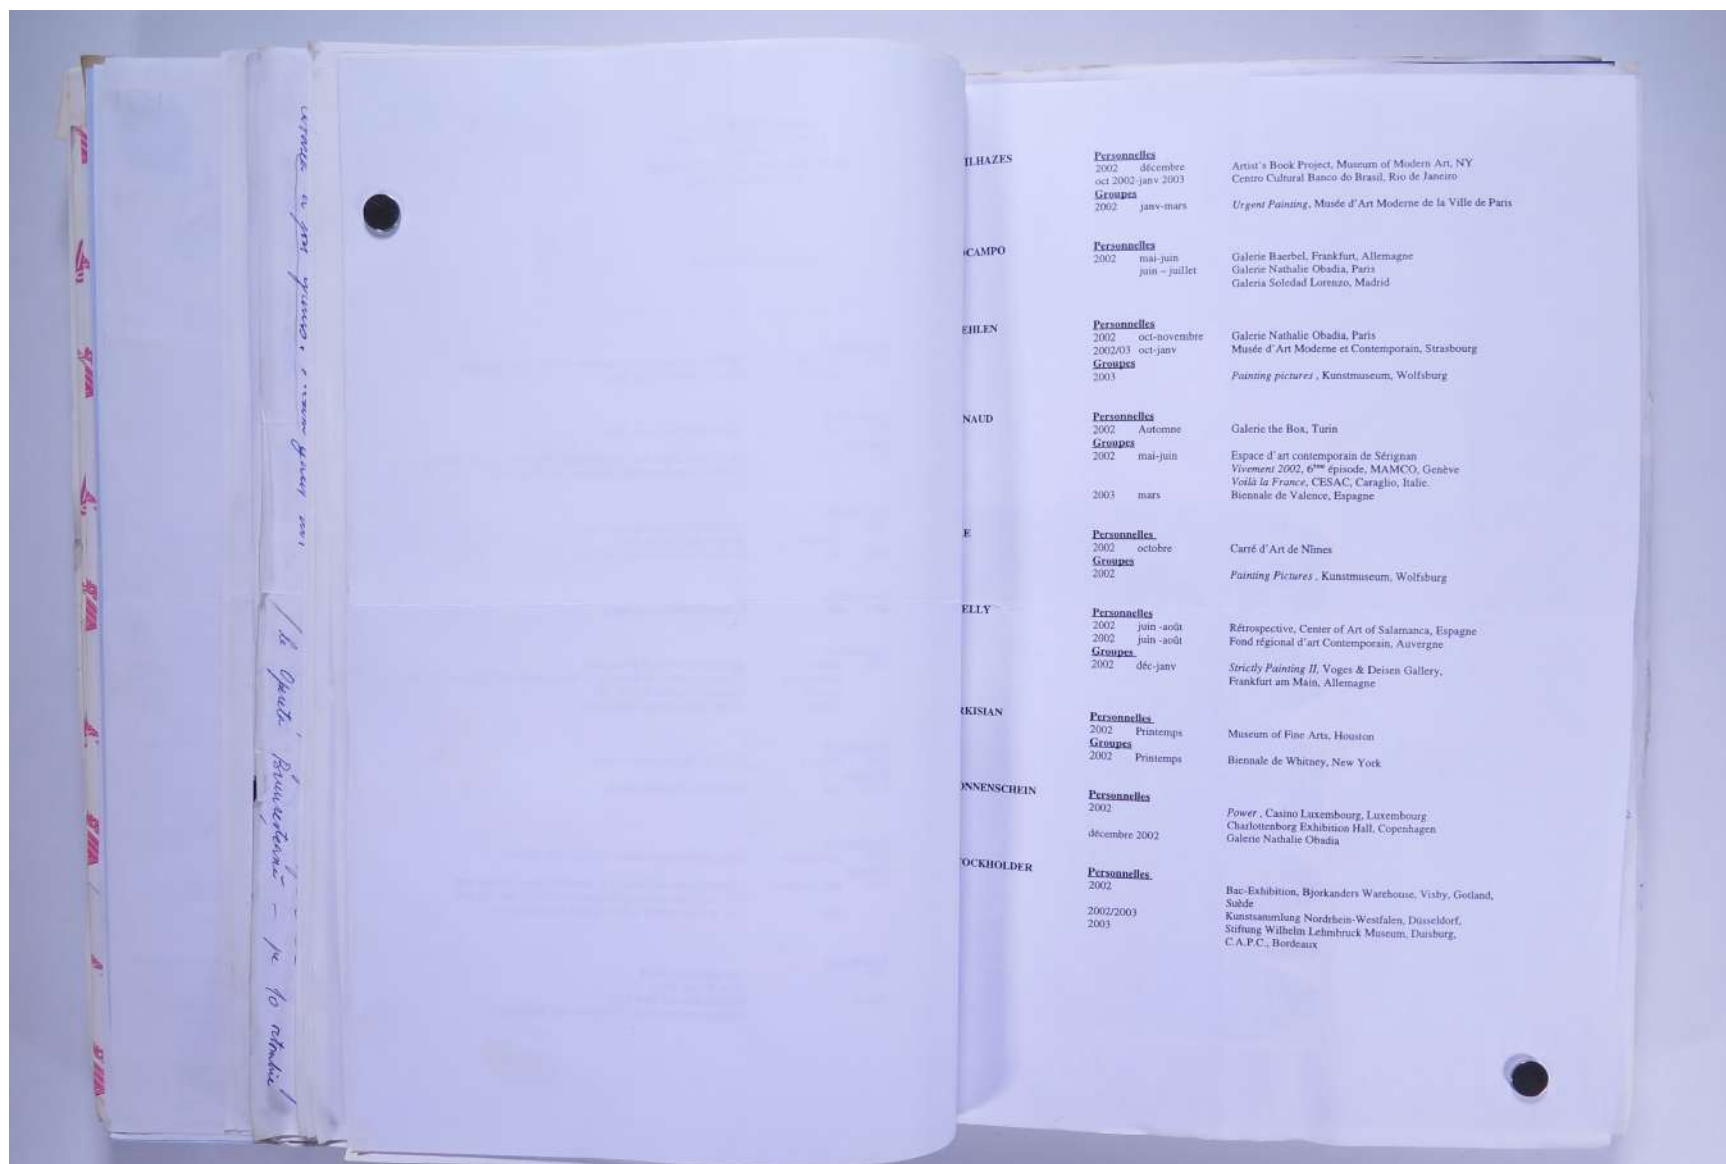 ILHAZES
Personnelles
2002 décembre Artist's Book Project, Museum of Modern Art, NY
oct 2002-janv 2003 Centro Cultural Banco do Brasil, Rio de Janeiro
Groupes
2002 janv-mars Urgent Painting, Musée d'Art Moderne de la Ville de Paris
CAMPO
Personnelles
2002 mai-juin Galerie Baerbel, Frankfurt, Allemagne
juin – juillet Galerie Nathalie Obadia, Paris
Galeria Soledad Lorenzo, Madrid
EHLEN
Personnelles
2002 oct-novembre Galerie Nathalie Obadia, Paris
2002/03 oct-janv Musée d'Art Moderne et Contemporain, Strasbourg
Groupes
2003 Painting pictures , Kunstmuseum, Wolfsburg
NAUD
Personnelles
2002 Automne Galerie the Box, Turin
Groupes
2002 mai-juin Espace d'art contemporain de Sérignan
Vivement 2002, 6ème épisode, MAMCO, Genève
Voilà la France, CESAC, Caraglio, Italie.
2003 mars Biennale de Valence, Espagne
E
Personnelles
2002 octobre Carré d'Art de Nîmes
Groupes
2002 Painting Pictures , Kunstmuseum, Wolfsburg
ELLY
Personnelles
2002 juin -août Rétrospective, Center of Art of Salamanca, Espagne
2002 juin -août Fond régional d'art Contemporain, Auvergne
Groupes
2002 déc-janv Strictly Painting II, Voges & Deisen Gallery,
Frankfurt am Main, Allemagne
RKISIAN
Personnelles
2002 Printemps Museum of Fine Arts, Houston
Groupes
2002 Printemps Biennale de Whitney, New York
ONNENSCHEIN
Personnelles
2002 Power , Casino Luxembourg, Luxembourg
Charlottenborg Exhibition Hall, Copenhagen
décembre 2002 Galerie Nathalie Obadia
TOCKHOLDER
Personnelles
2002 Bac-Exhibition, Bjorkanders Warehouse, Visby, Gotland,
Suède
2002/2003 Kunstsammlung Nordrhein-Westfalen, Düsseldorf,
2003 Stiftung Wilhelm Lehmbruck Museum, Duisburg,
C.A.P.C., Bordeaux